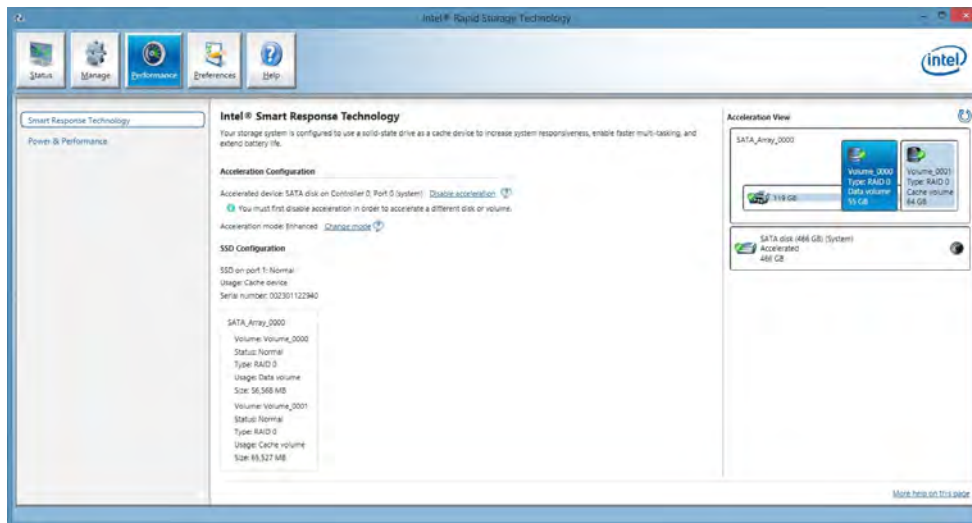 Intel® Rapid Storage Technology
Status
Manage
Performance
Preferences
Help
intel
Smart Response Technology
Power & Performance
Intel® Smart Response Technology
Your storage system is configured to use a solid-state drive as a cache device to increase system responsiveness, enable faster multi-tasking, and
extend battery life.
Acceleration Configuration
Accelerated device: SATA disk on Controller 0, Port 0 (system) Disable acceleration ?
You must first disable acceleration in order to accelerate a different disk or volume.
Acceleration mode: Enhanced Change mode ?
SSD Configuration
SSD on port 1: Normal
Usage: Cache device
Serial number: 002301122940
SATA_Array_0000
Volume: Volume_0000
Status: Normal
Type: RAID 0
Usage: Data volume
Size: 56,568 MB
Volume: Volume_0001
Status: Normal
Type: RAID 0
Usage: Cache volume
Size: 65,527 MB
Acceleration View
SATA_Array_0000
119 GB
Volume_0000
Type: RAID 0
Data volume
55 GB
Volume_0001
Type: RAID 0
Cache volume
64 GB
SATA disk (466 GB) (System)
Accelerated
466 GB
More help on this page